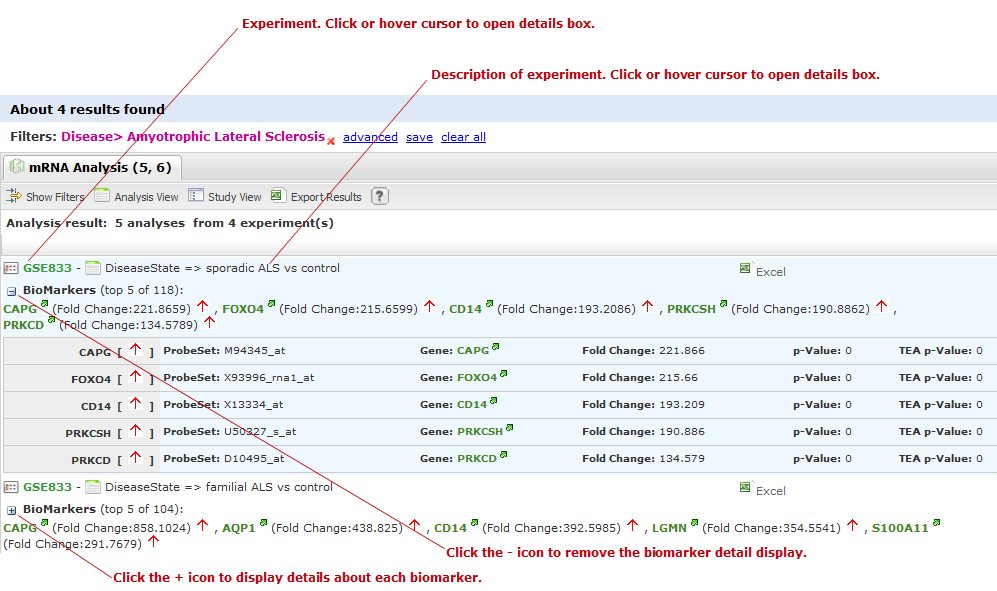 Experiment. Click or hover cursor to open details box.
Description of experiment. Click or hover cursor to open details box.
About 4 results found
Filters: Disease> Amyotrophic Lateral Sclerosis advanced save clear all
mRNA Analysis (5, 6)
Show Filters Analysis View Study View Export Results ?
Analysis result: 5 analyses from 4 experiment(s)
GSE833 - DiseaseState => sporadic ALS vs control Excel
BioMarkers (top 5 of 118):
CAPG (Fold Change:221.8659) , FOXO4 (Fold Change:215.6599) , CD14 (Fold Change:193.2086) , PRKCSH (Fold Change:190.8862) ,
PRKCD (Fold Change:134.5789)
CAPG [ ] ProbeSet: M94345_at Gene: CAPG Fold Change: 221.866 p-Value: 0 TEA p-Value: 0
FOXO4 [ ] ProbeSet: X93996_rna1_at Gene: FOXO4 Fold Change: 215.66 p-Value: 0 TEA p-Value: 0
CD14 [ ] ProbeSet: X13334_at Gene: CD14 Fold Change: 193.209 p-Value: 0 TEA p-Value: 0
PRKCSH [ ] ProbeSet: U50327_s_at Gene: PRKCSH Fold Change: 190.886 p-Value: 0 TEA p-Value: 0
PRKCD [ ] ProbeSet: D10495_at Gene: PRKCD Fold Change: 134.579 p-Value: 0 TEA p-Value: 0
GSE833 - DiseaseState => familial ALS vs control Excel
BioMarkers (top 5 of 104):
CAPG (Fold Change:858.1024) , AQP1 (Fold Change:438.825) , CD14 (Fold Change:392.5985) , LGMN (Fold Change:354.5541) , S100A11
(Fold Change:291.7679)
Click the - icon to remove the biomarker detail display.
Click the + icon to display details about each biomarker.